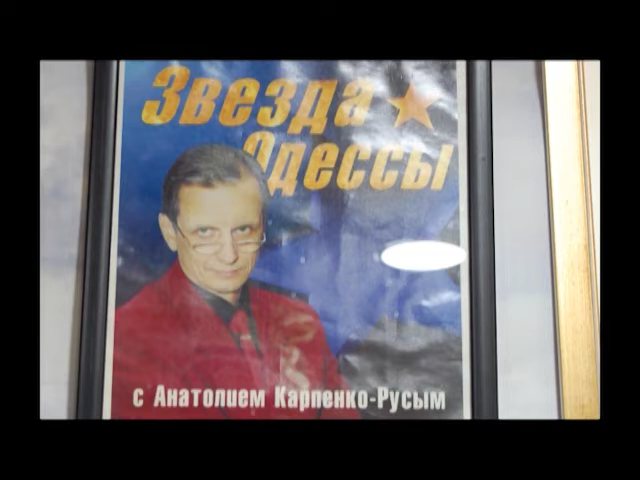 Звезда
Одессы
с Анатолием Карпенко-Русым